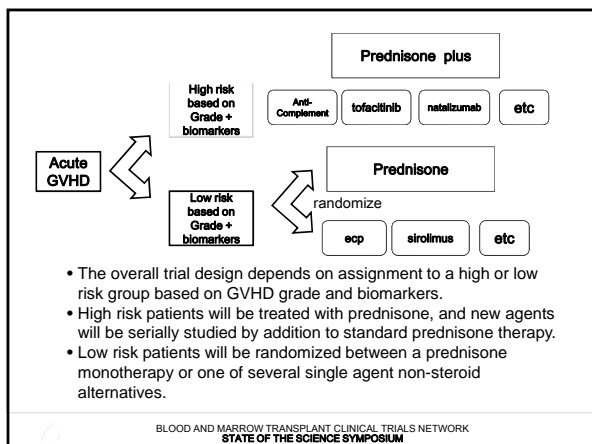 Prednisone plus
High risk
based on
Grade +
biomarkers
Anti-
Complement
tofacitinib
natalizumab
etc
Acute
GVHD
Prednisone
Low risk
based on
Grade +
biomarkers
randomize
ecp
sirolimus
etc
• The overall trial design depends on assignment to a high or low
risk group based on GVHD grade and biomarkers.
• High risk patients will be treated with prednisone, and new agents
will be serially studied by addition to standard prednisone therapy.
• Low risk patients will be randomized between a prednisone
monotherapy or one of several single agent non-steroid
alternatives.
BLOOD AND MARROW TRANSPLANT CLINICAL TRIALS NETWORK
STATE OF THE SCIENCE SYMPOSIUM